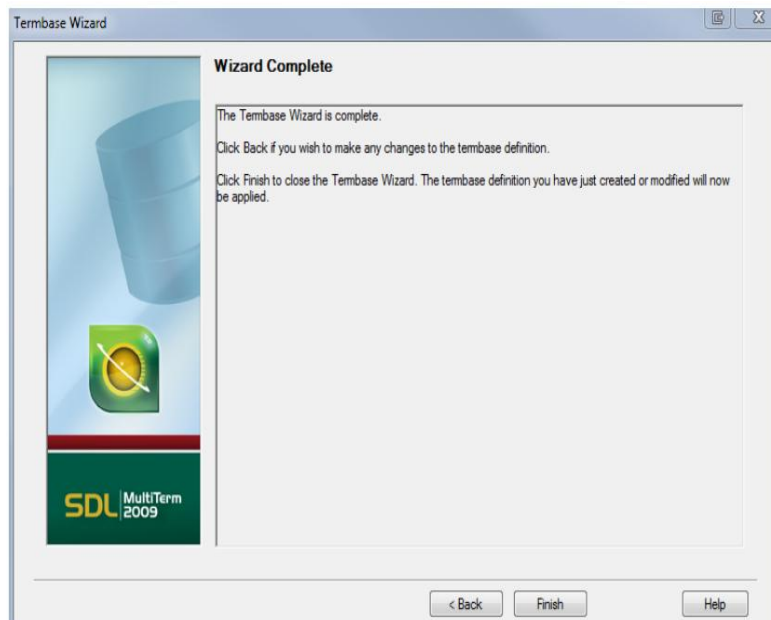 Termbase Wizard
Wizard Complete
The Termbase Wizard is complete.
Click Back if you wish to make any changes to the termbase definition.
Click Finish to close the Termbase Wizard. The termbase definition you have just created or modified will now
be applied.
SDL MultiTerm
2009
< Back Finish Help